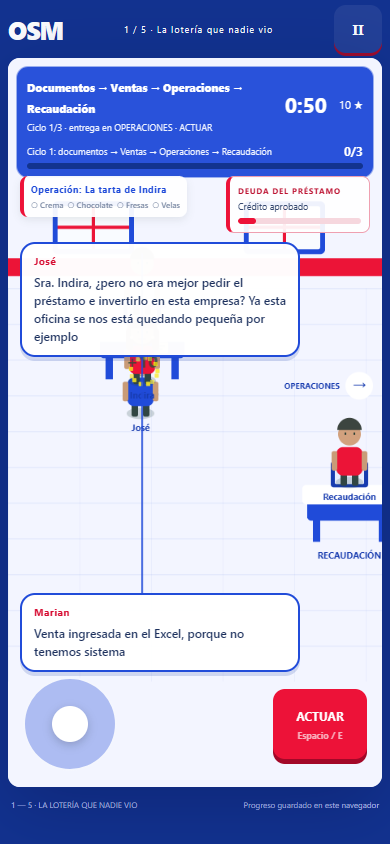 OSM
1 / 5 · La lotería que nadie vio
II
Documentos → Ventas → Operaciones →
Recaudación
0:50
10 ★
Ciclo 1/3 · entrega en OPERACIONES · ACTUAR
Ciclo 1: documentos → Ventas → Operaciones → Recaudación
0/3
Operación: La tarta de Indira
Crema Chocolate Fresas Velas
DEUDA DEL PRÉSTAMO
Crédito aprobado
José
Sra. Indira, ¿pero no era mejor pedir el
préstamo e invertirlo en esta empresa? Ya esta
oficina se nos está quedando pequeña por
ejemplo
José
OPERACIONES →
Recaudación
RECAUDACIÓN
Marian
Venta ingresada en el Excel, porque no
tenemos sistema
ACTUAR
Espacio / E
1 — 5 · LA LOTERÍA QUE NADIE VIO
Progreso guardado en este navegador